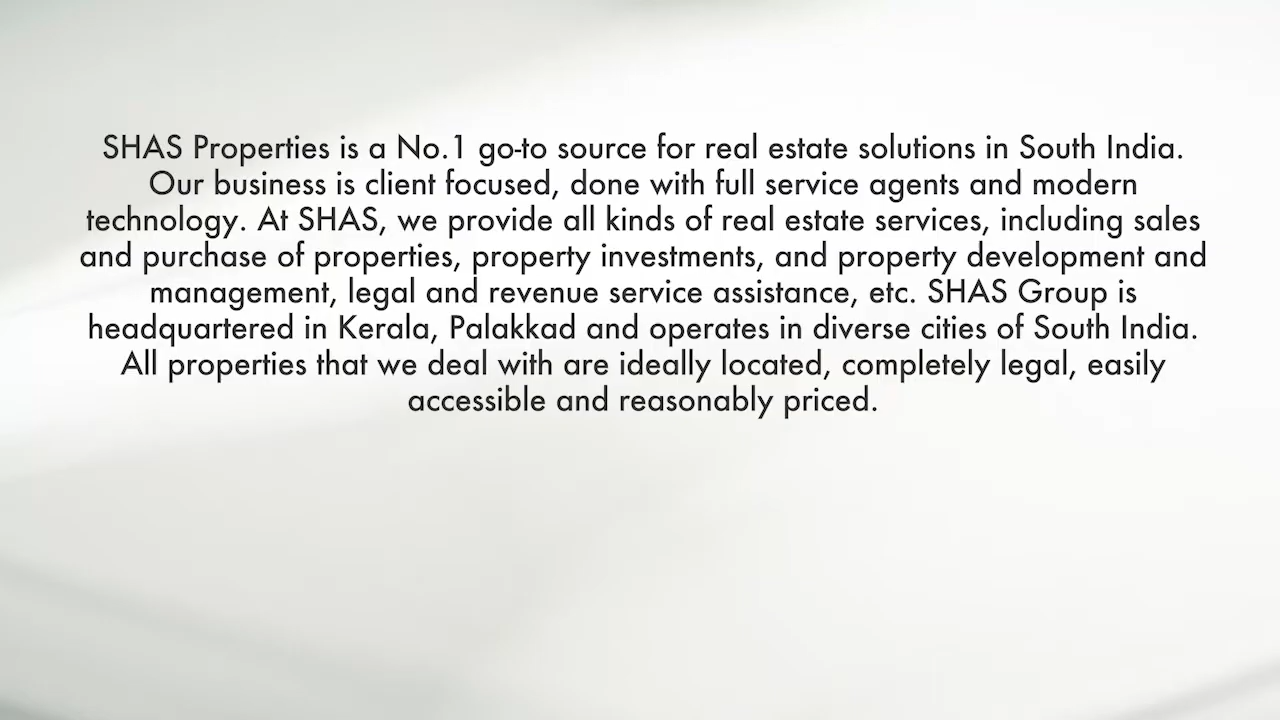 SHAS Properties is a No.1 go-to source for real estate solutions in South India.
Our business is client focused, done with full service agents and modern
technology. At SHAS, we provide all kinds of real estate services, including sales
and purchase of properties, property investments, and property development and
management, legal and revenue service assistance, etc. SHAS Group is
headquartered in Kerala, Palakkad and operates in diverse cities of South India.
All properties that we deal with are ideally located, completely legal, easily
accessible and reasonably priced.